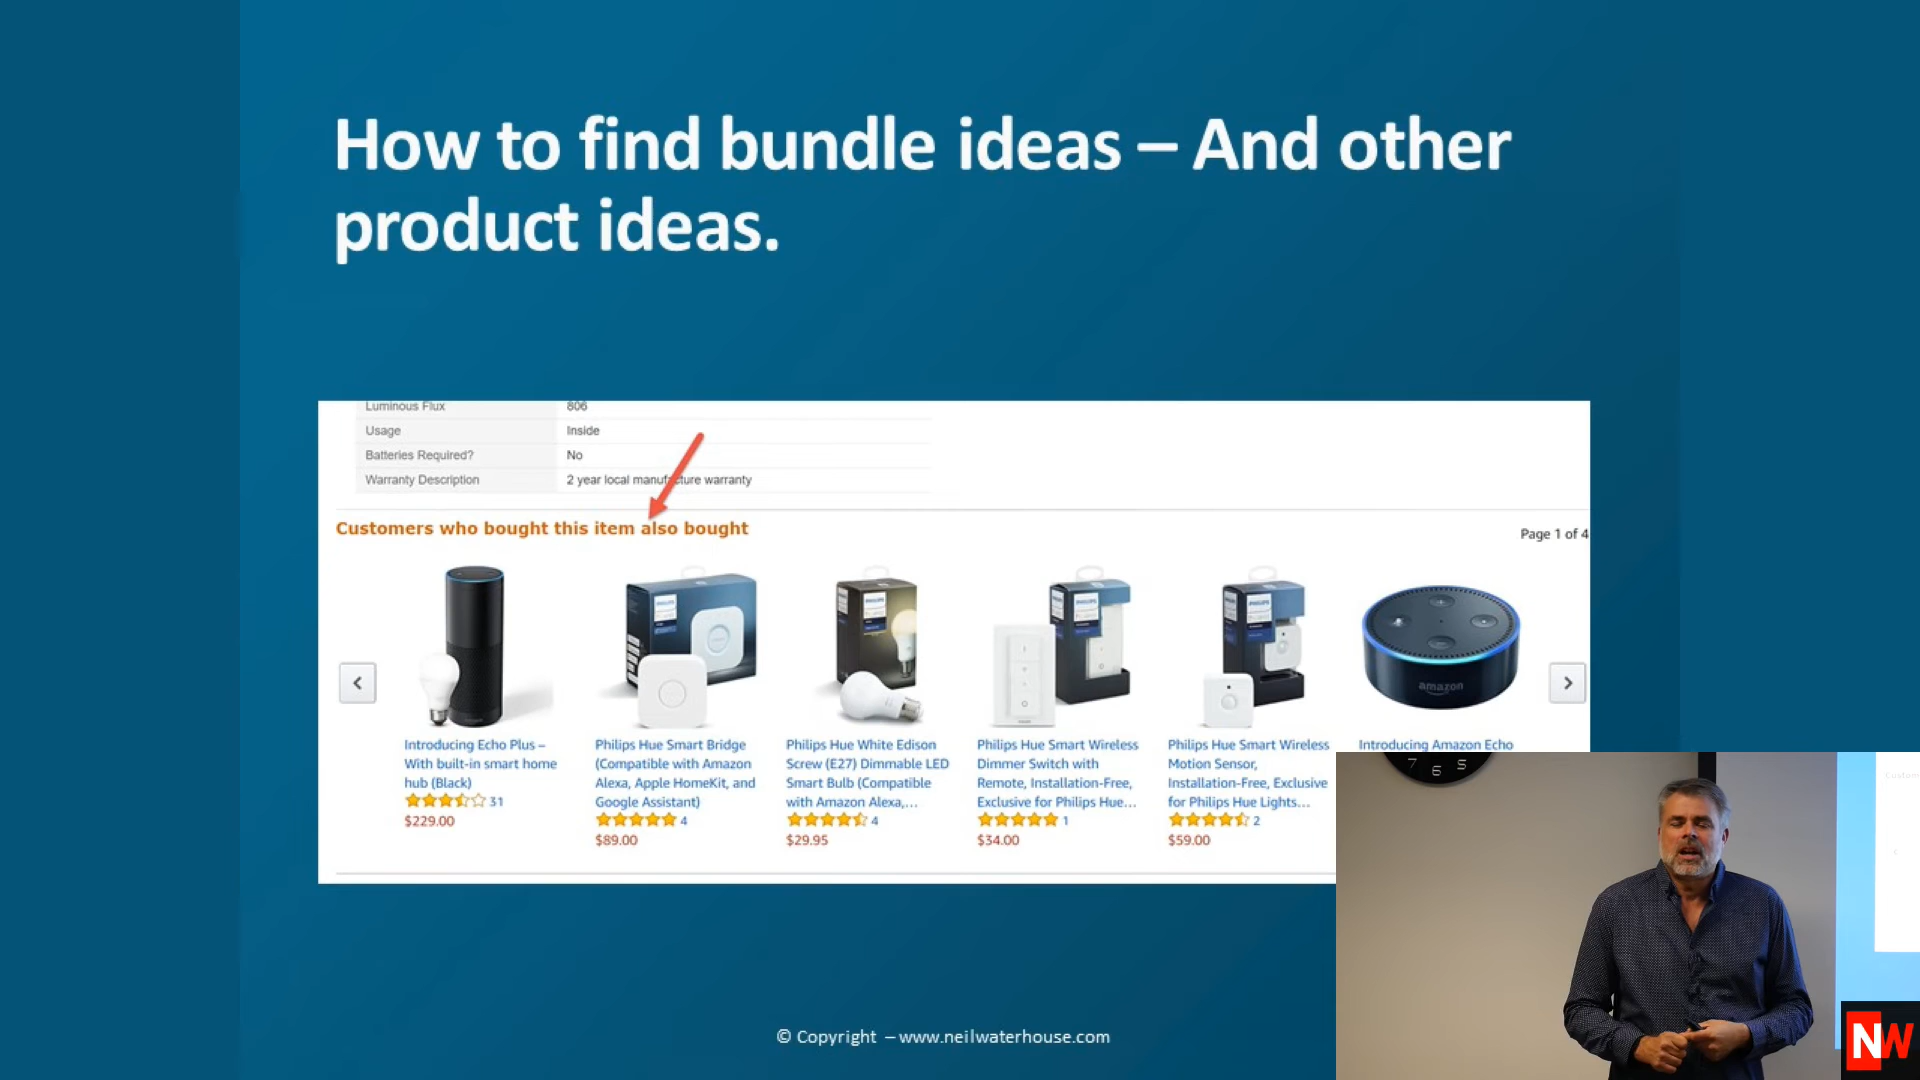 How to find bundle ideas – And other
product ideas.
Luminous Flux 806
Usage Inside
Batteries Required? No
Warranty Description 2 year local manufacture warranty
Customers who bought this item also bought
Page 1 of 4
Introducing Echo Plus –
With built-in smart home
hub (Black)
31
$229.00
Philips Hue Smart Bridge
(Compatible with Amazon
Alexa, Apple HomeKit, and
Google Assistant)
4
$89.00
Philips Hue White Edison
Screw (E27) Dimmable LED
Smart Bulb (Compatible
with Amazon Alexa,...
4
$29.95
Philips Hue Smart Wireless
Dimmer Switch with
Remote, Installation-Free,
Exclusive for Philips Hue...
1
$34.00
Philips Hue Smart Wireless
Motion Sensor,
Installation-Free, Exclusive
for Philips Hue Lights...
2
$59.00
amazon
Introducing Amazon Echo
7 6 5
© Copyright – www.neilwaterhouse.com
NW